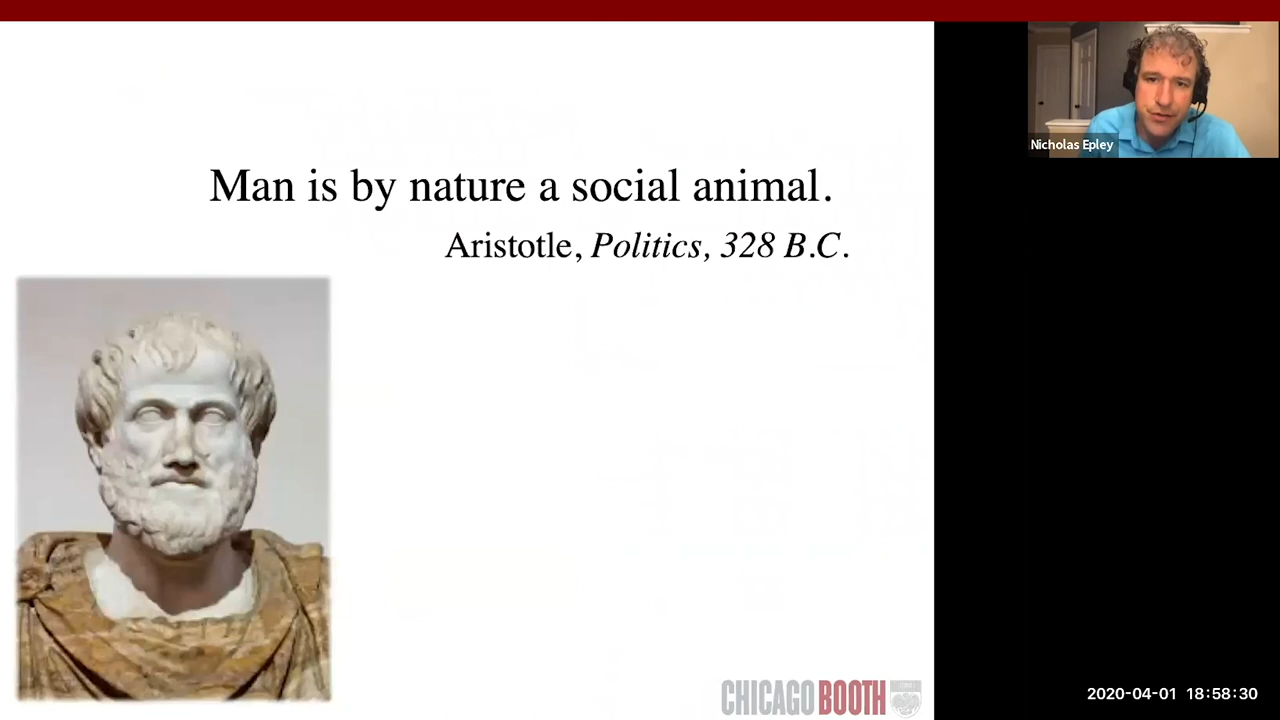 Man is by nature a social animal.
Aristotle, Politics, 328 B.C.
Nicholas Epley
CHICAGO BOOTH
2020-04-01 18:58:30